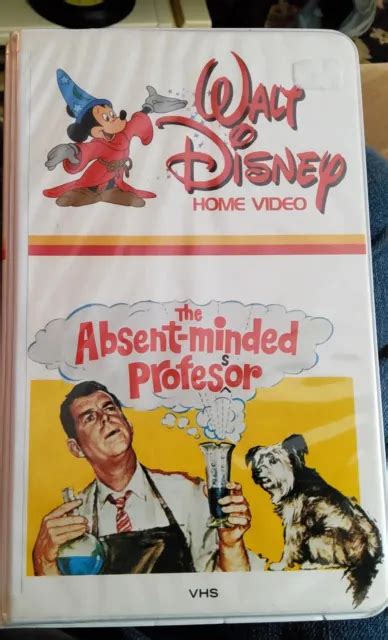 WALT
DISNEY
HOME VIDEO
The
Absent-minded
s
Profesor
^
VHS